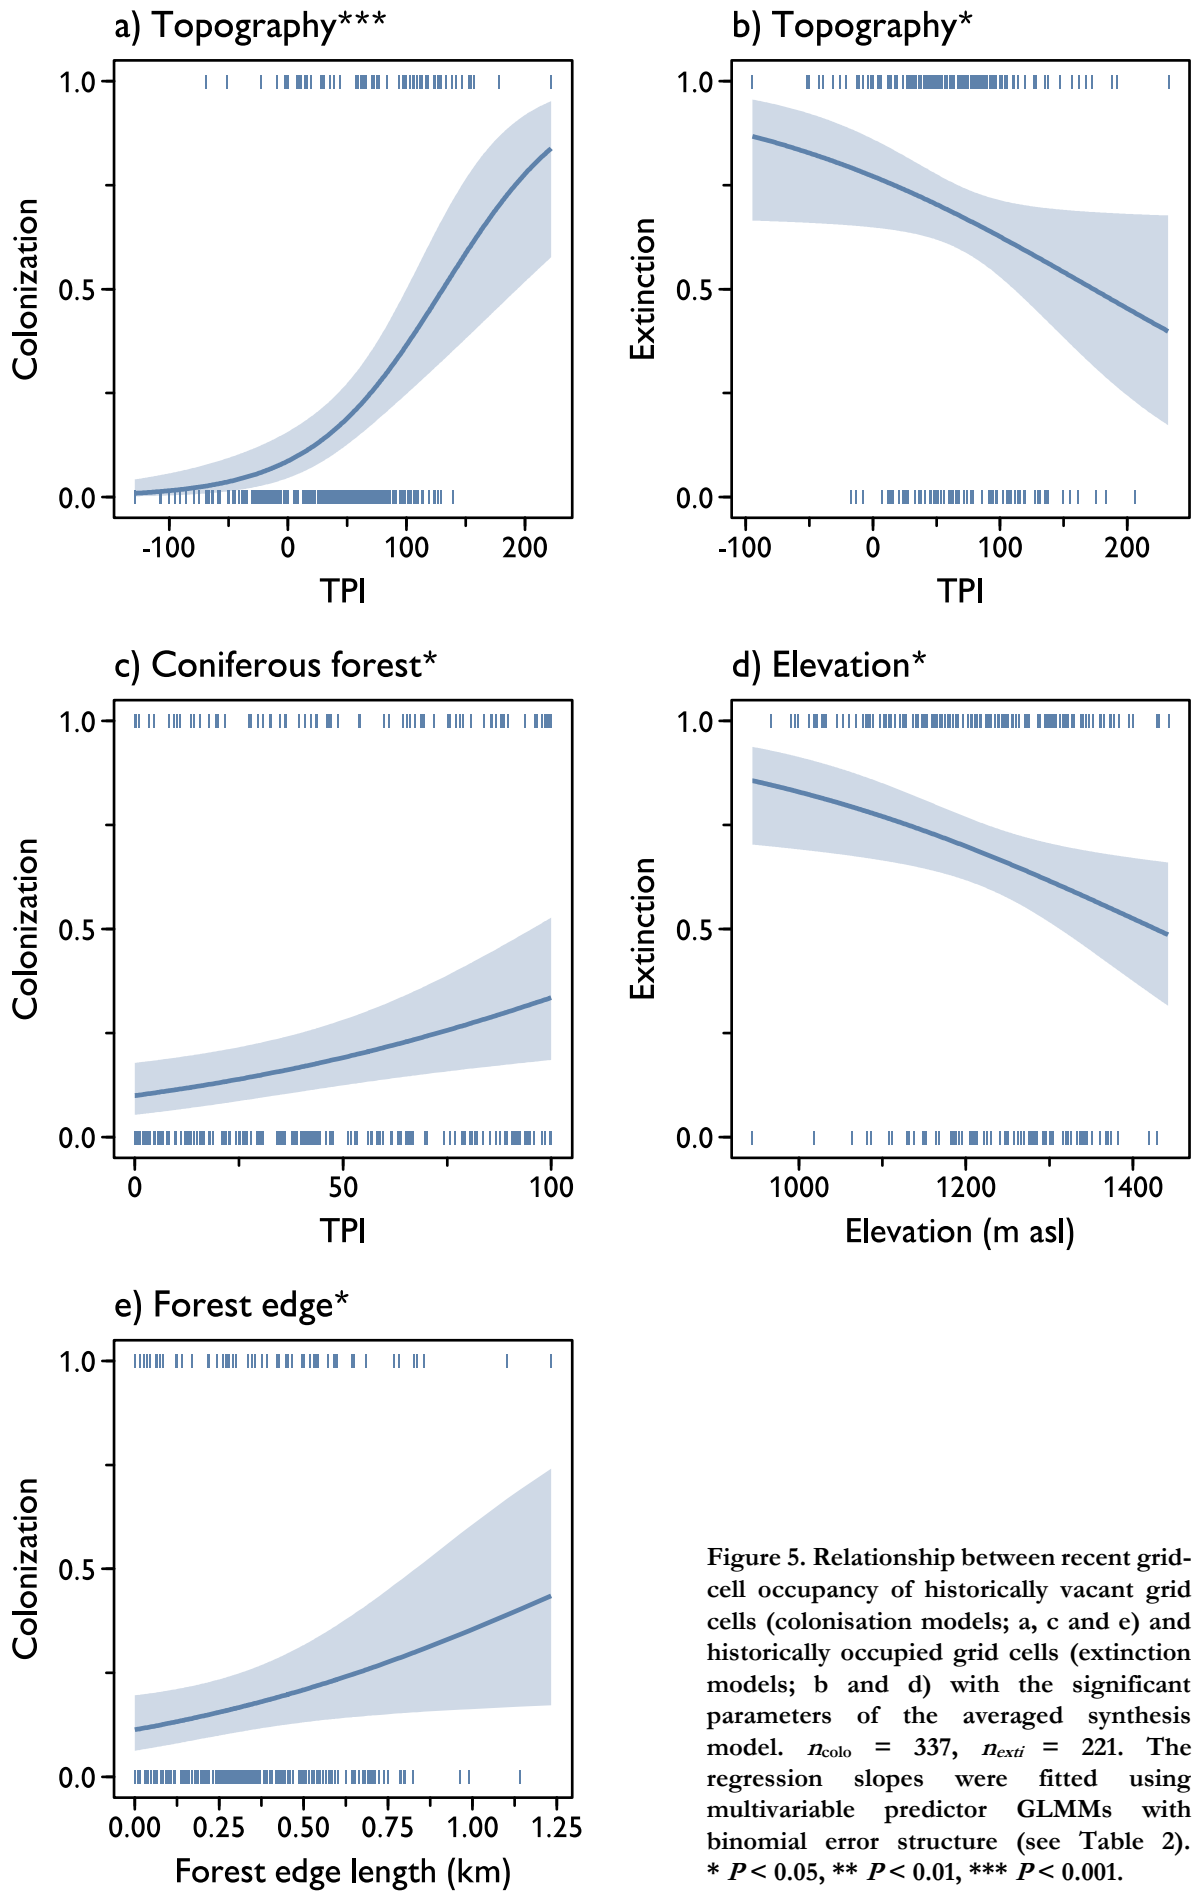 a) Topography***
1.0
0.5
0.0
Colonization
-100 0 100 200
TPI
b) Topography*
1.0
0.5
0.0
Extinction
-100 0 100 200
TPI
c) Coniferous forest*
1.0
0.5
0.0
Colonization
0 50 100
TPI
d) Elevation*
1.0
0.5
0.0
Extinction
1000 1200 1400
Elevation (m asl)
e) Forest edge*
1.0
0.5
0.0
Colonization
0.00 0.25 0.50 0.75 1.00 1.25
Forest edge length (km)
Figure 5. Relationship between recent grid-
cell occupancy of historically vacant grid
cells (colonisation models; a, c and e) and
historically occupied grid cells (extinction
models; b and d) with the significant
parameters of the averaged synthesis
model. ncolo = 337, nexti = 221. The
regression slopes were fitted using
multivariable predictor GLMMs with
binomial error structure (see Table 2).
* P < 0.05, ** P < 0.01, *** P < 0.001.